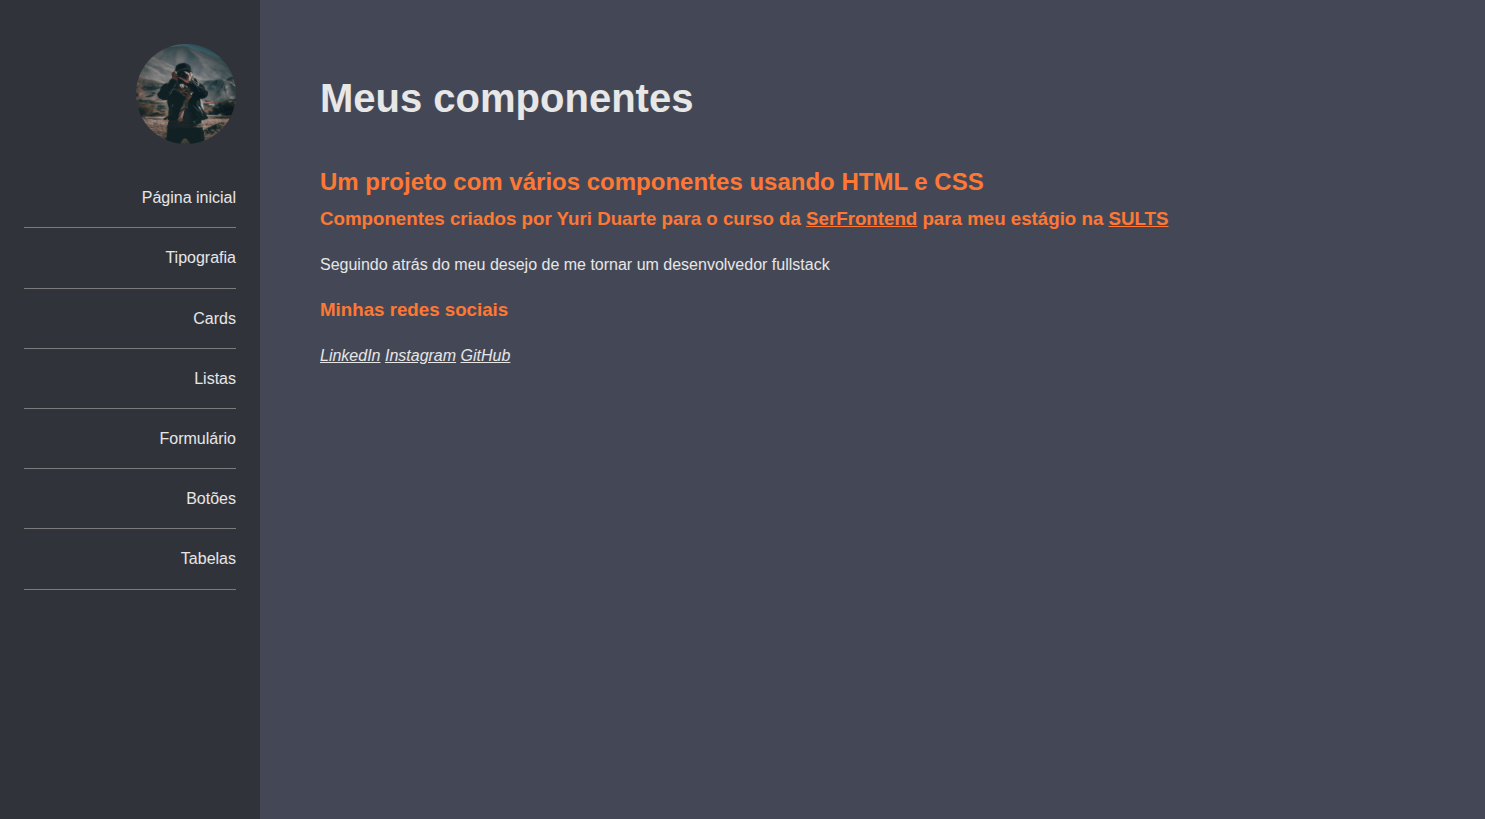 Página inicial
Tipografia
Cards
Listas
Formulário
Botões
Tabelas
Meus componentes
Um projeto com vários componentes usando HTML e CSS
Componentes criados por Yuri Duarte para o curso da SerFrontend para meu estágio na SULTS
Seguindo atrás do meu desejo de me tornar um desenvolvedor fullstack
Minhas redes sociais
LinkedIn Instagram GitHub